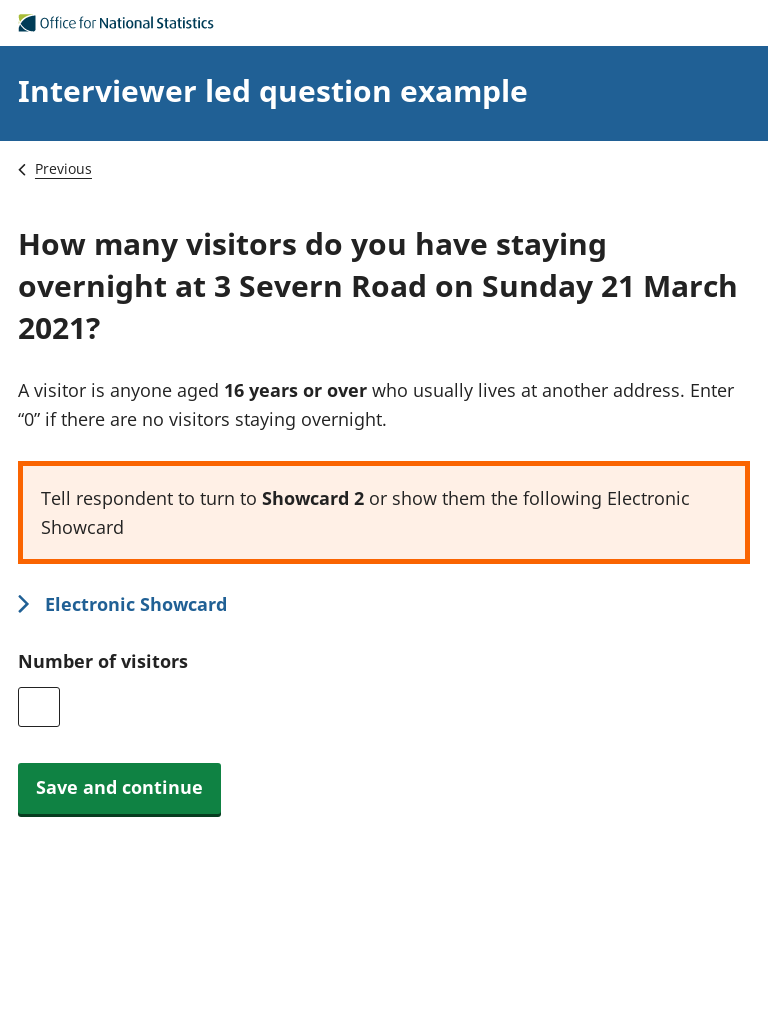 Office for National Statistics
Interviewer led question example
Previous
How many visitors do you have staying
overnight at 3 Severn Road on Sunday 21 March
2021?
A visitor is anyone aged 16 years or over who usually lives at another address. Enter
“0” if there are no visitors staying overnight.
Tell respondent to turn to Showcard 2 or show them the following Electronic
Showcard
Electronic Showcard
Number of visitors
Save and continue